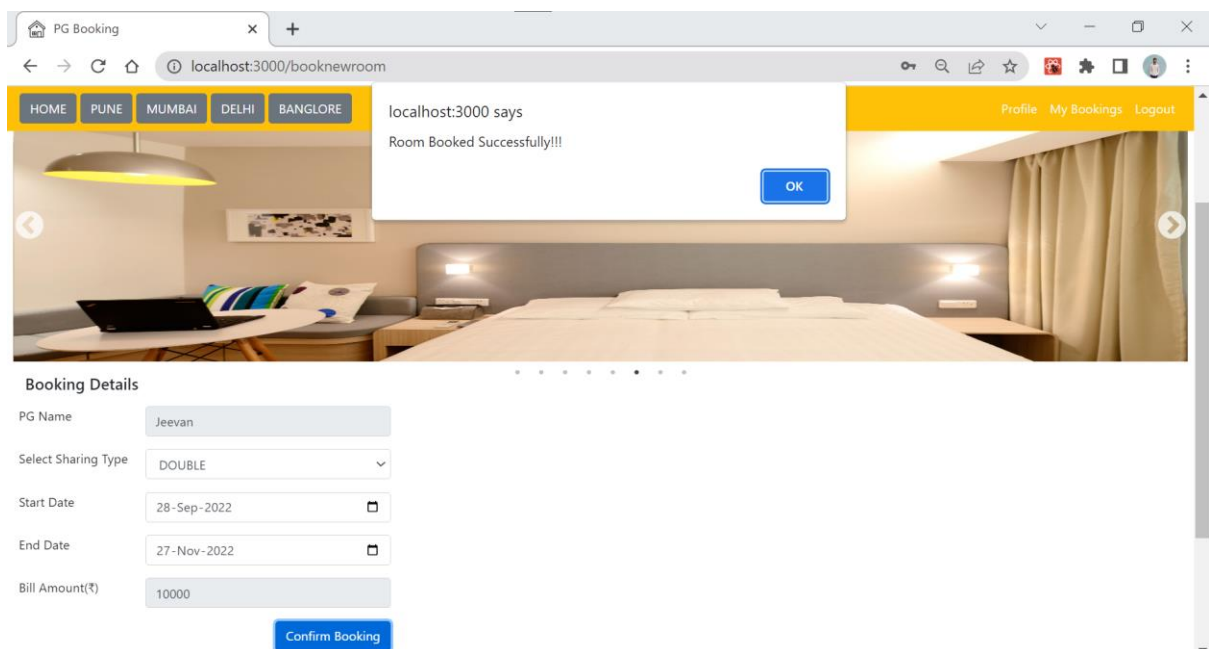 PG Booking
localhost:3000/booknewroom
HOME PUNE MUMBAI DELHI BANGLORE
Profile My Bookings Logout
localhost:3000 says
Room Booked Successfully!!!
OK
Booking Details
PG Name
Jeevan
Select Sharing Type
DOUBLE
Start Date
28-Sep-2022
End Date
27-Nov-2022
Bill Amount(₹)
10000
Confirm Booking